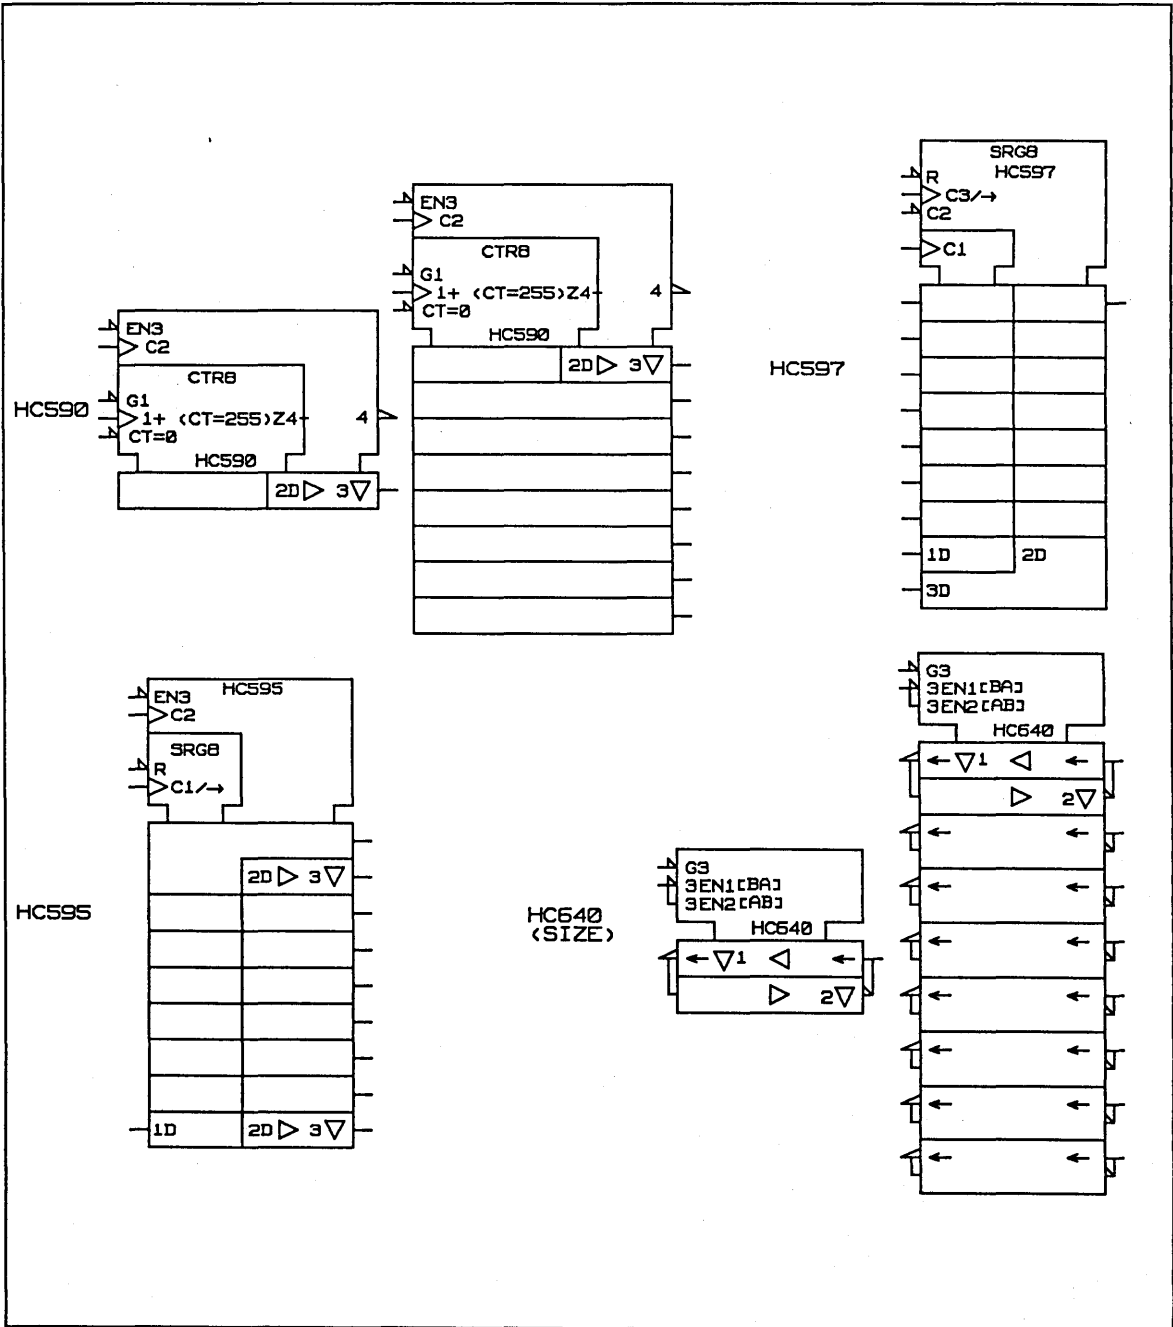 HC590
EN3
C2
CTR8
G1
1+ (CT=255)Z4
4
CT=0
HC590
2D 3
EN3
C2
CTR8
G1
1+ (CT=255)Z4
4
CT=0
HC590
2D 3
HC597
SRG8
HC597
R
C3/→
C2
C1
1D 2D
3D
HC595
HC595
EN3
C2
SRG8
R
C1/→
2D 3
1D 2D 3
HC640
(SIZE)
G3
3EN1[BA]
3EN2[AB]
HC640
1
2
G3
3EN1[BA]
3EN2[AB]
HC640
1
2